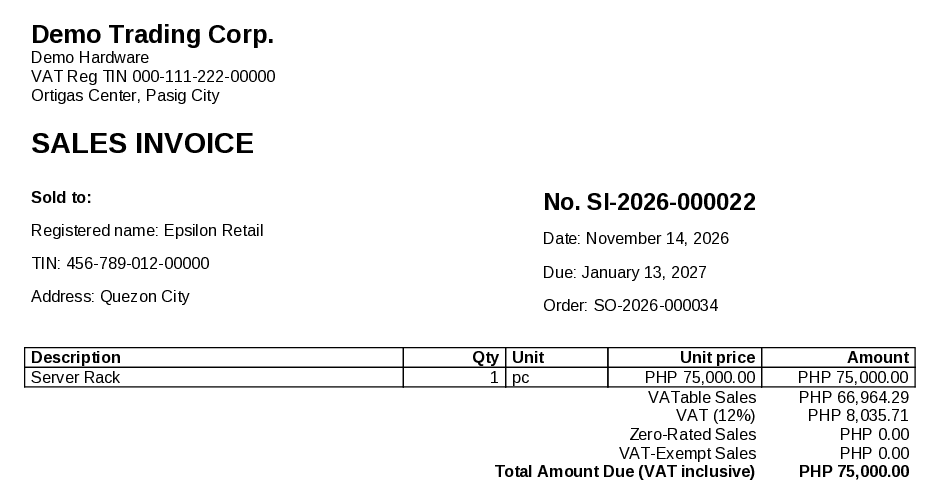 Demo Trading Corp.
Demo Hardware
VAT Reg TIN 000-111-222-00000
Ortigas Center, Pasig City
SALES INVOICE
Sold to:
Registered name: Epsilon Retail
TIN: 456-789-012-00000
Address: Quezon City
No. SI-2026-000022
Date: November 14, 2026
Due: January 13, 2027
Order: SO-2026-000034
Description Qty Unit Unit price Amount
Server Rack 1 pc PHP 75,000.00 PHP 75,000.00
VATable Sales PHP 66,964.29
VAT (12%) PHP 8,035.71
Zero-Rated Sales PHP 0.00
VAT-Exempt Sales PHP 0.00
Total Amount Due (VAT inclusive) PHP 75,000.00